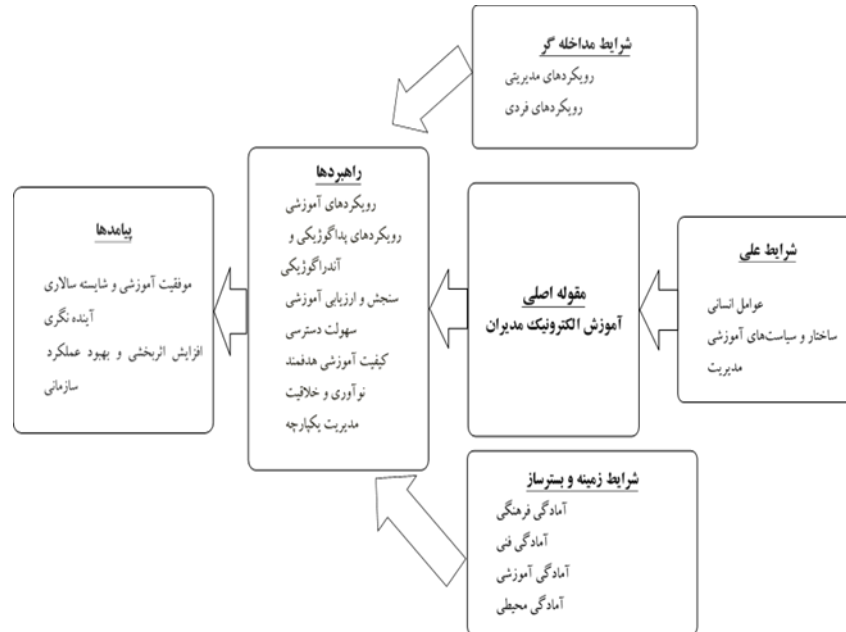 شرایط مداخله گر
رویکردهای مدیریتی
رویکردهای فردی
شرایط علی
عوامل انسانی
ساختار و سیاست‌های آموزشی
مدیریت
مقوله اصلی
آموزش الکترونیک مدیران
راهبردها
رویکردهای آموزشی
رویکردهای پداگوژیکی و
آندراگوژیکی
سنجش و ارزیابی آموزشی
سهولت دسترسی
کیفیت آموزشی هدفمند
نوآوری و خلاقیت
مدیریت یکپارچه
پیامدها
موفقیت آموزشی و شایسته سالاری
آینده نگری
افزایش اثربخشی و بهبود عملکرد
سازمانی
شرایط زمینه و بسترساز
آمادگی فرهنگی
آمادگی فنی
آمادگی آموزشی
آمادگی محیطی